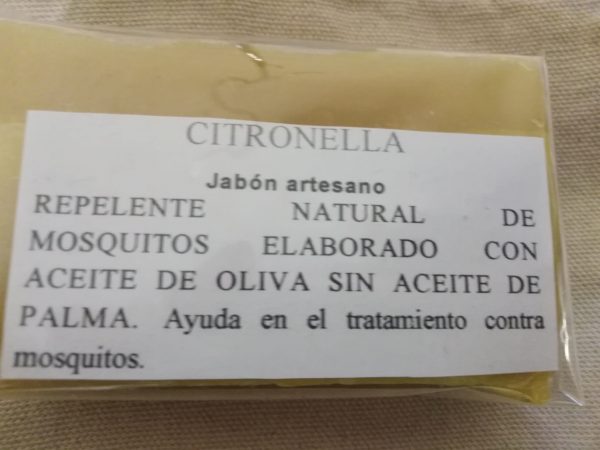 CITRONELLA
Jabón artesano
REPELENTE NATURAL DE
MOSQUITOS ELABORADO CON
ACEITE DE OLIVA SIN ACEITE DE
PALMA. Ayuda en el tratamiento contra
mosquitos.